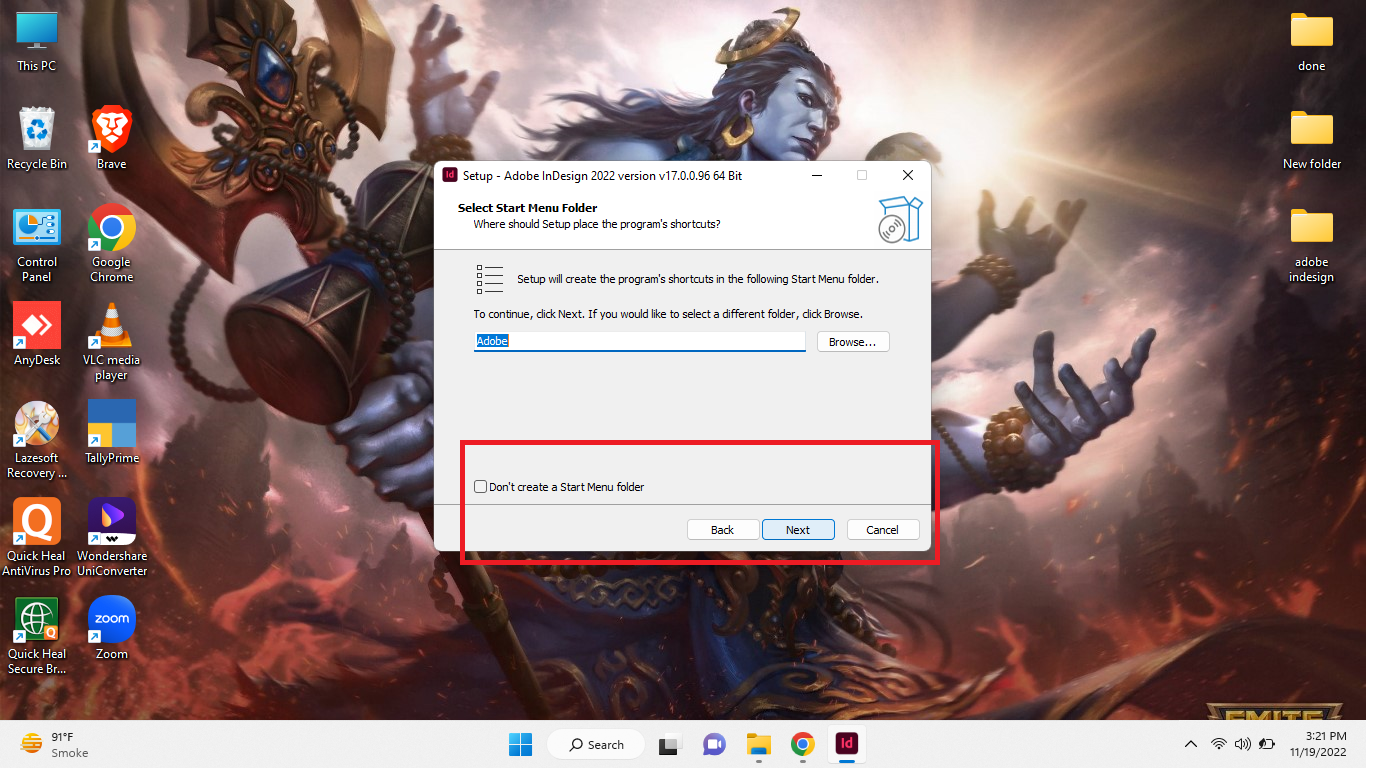 This PC
Recycle Bin
Brave
Control
Panel
Google
Chrome
AnyDesk
VLC media
player
Lazesoft
Recovery ...
TallyPrime
Quick Heal
AntiVirus Pro
Wondershare
UniConverter
Quick Heal
Secure Br...
zoom
Zoom
done
New folder
adobe
indesign
Id
Setup - Adobe InDesign 2022 version v17.0.0.96 64 Bit
Select Start Menu Folder
Where should Setup place the program's shortcuts?
Setup will create the program's shortcuts in the following Start Menu folder.
To continue, click Next. If you would like to select a different folder, click Browse.
Adobe
Browse...
Don't create a Start Menu folder
Back
Next
Cancel
SMITE
91°F
Smoke
Search
Id
3:21 PM
11/19/2022